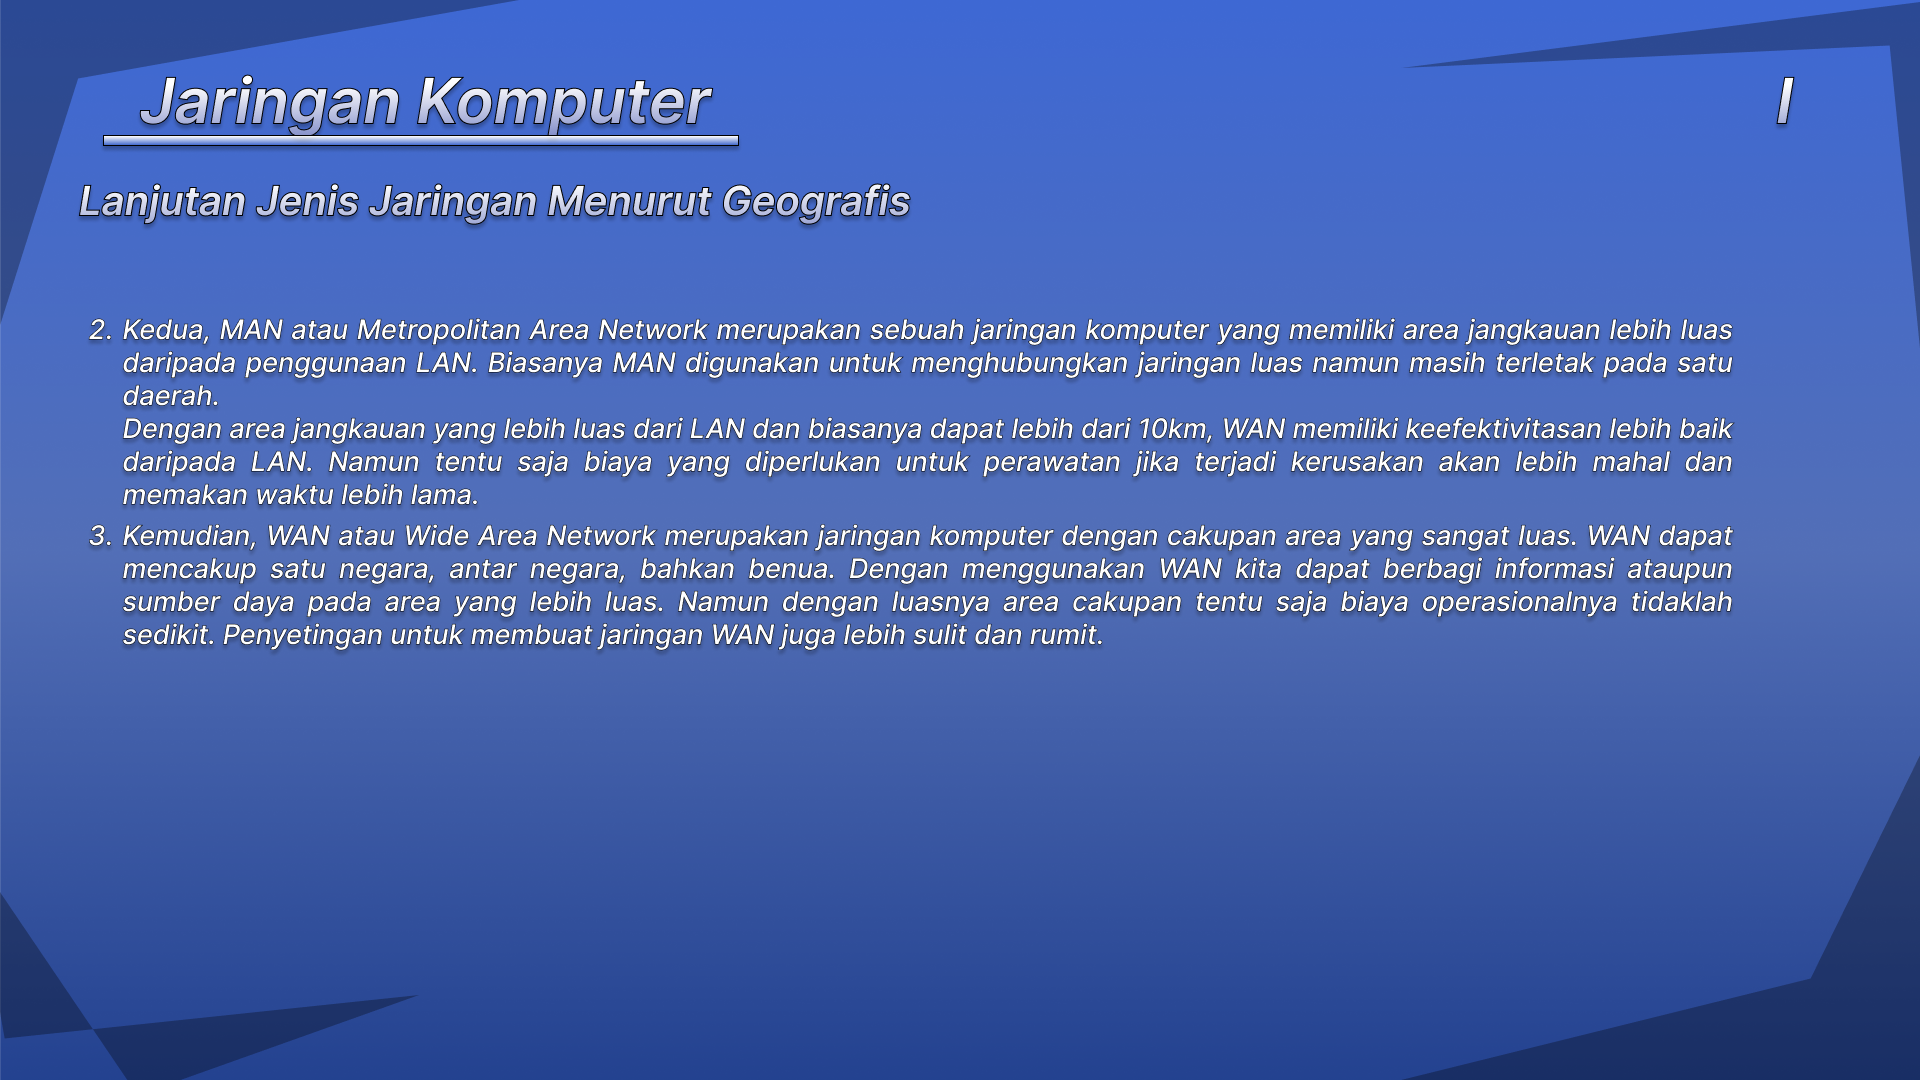 Jaringan Komputer
I
Lanjutan Jenis Jaringan Menurut Geografis
2. Kedua, MAN atau Metropolitan Area Network merupakan sebuah jaringan komputer yang memiliki area jangkauan lebih luas
daripada penggunaan LAN. Biasanya MAN digunakan untuk menghubungkan jaringan luas namun masih terletak pada satu
daerah.
Dengan area jangkauan yang lebih luas dari LAN dan biasanya dapat lebih dari 10km, WAN memiliki keefektivitasan lebih baik
daripada LAN. Namun tentu saja biaya yang diperlukan untuk perawatan jika terjadi kerusakan akan lebih mahal dan
memakan waktu lebih lama.
3. Kemudian, WAN atau Wide Area Network merupakan jaringan komputer dengan cakupan area yang sangat luas. WAN dapat
mencakup satu negara, antar negara, bahkan benua. Dengan menggunakan WAN kita dapat berbagi informasi ataupun
sumber daya pada area yang lebih luas. Namun dengan luasnya area cakupan tentu saja biaya operasionalnya tidaklah
sedikit. Penyetingan untuk membuat jaringan WAN juga lebih sulit dan rumit.